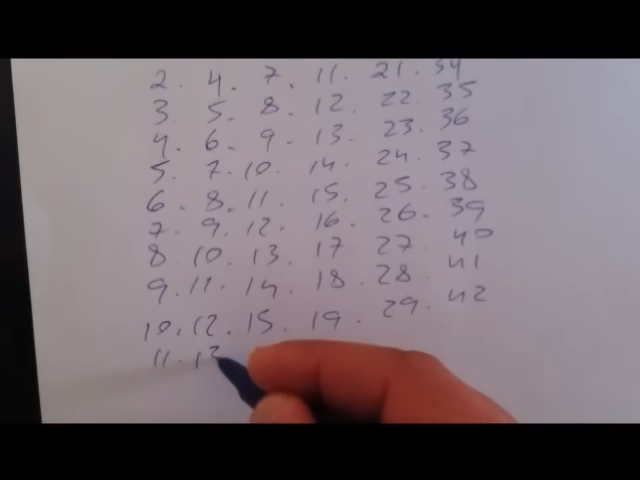 2. 4. 7. 11. 21. 34
3. 5. 8. 12. 22. 35
4. 6. 9. 13. 23. 36
5. 7. 10. 14. 24. 37
6. 8. 11. 15. 25. 38
7. 9. 12. 16. 26. 39
8 10. 13. 17. 27. 40
9. 11. 14. 18. 28. 41
10. 12. 15. 19. 29. 42
11. 13